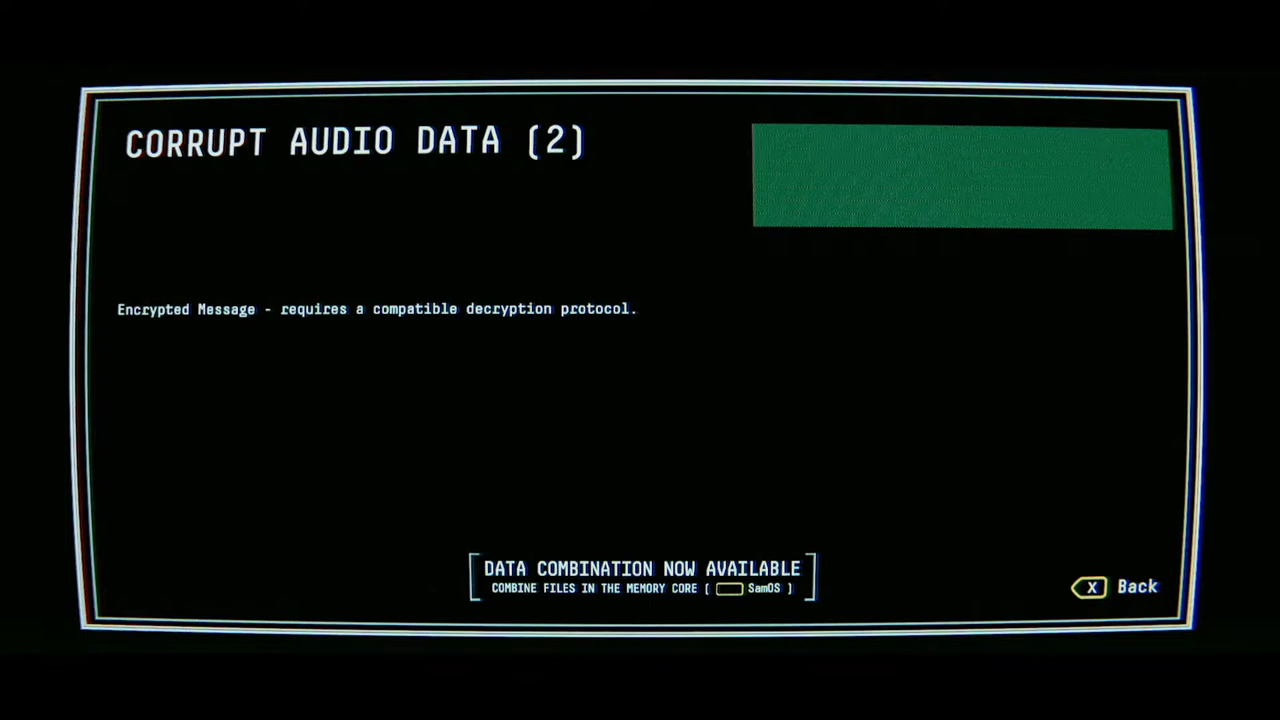 CORRUPT AUDIO DATA (2)
Encrypted Message - requires a compatible decryption protocol.
DATA COMBINATION NOW AVAILABLE
COMBINE FILES IN THE MEMORY CORE ( SamOS )
X Back